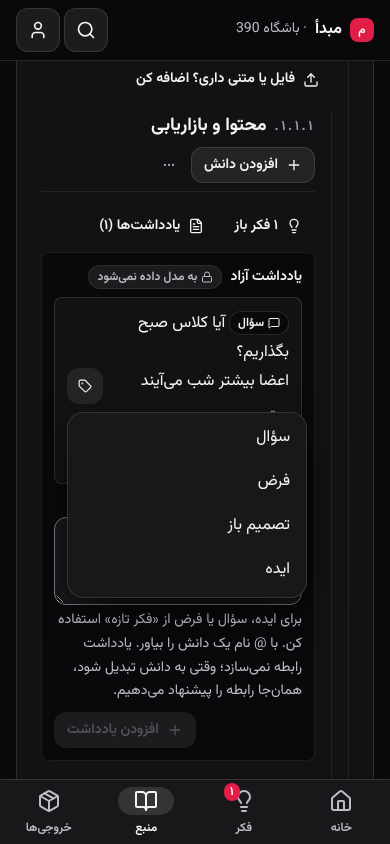 م مبدأ · باشگاه 390
فایل یا متنی داری؟ اضافه کن
۱.۱.۱. محتوا و بازاریابی
+ افزودن دانش ...
۱ فکر باز یادداشت‌ها (۱)
یادداشت آزاد به مدل داده نمی‌شود
سؤال آیا کلاس صبح
بگذاریم؟
اعضا بیشتر شب می‌آیند
سؤال
فرض
تصمیم باز
ایده
برای ایده، سؤال یا فرض از «فکر تازه» استفاده
کن. با @ نام یک دانش را بیاور. یادداشت
رابطه نمی‌سازد؛ وقتی به دانش تبدیل شود،
همان‌جا رابطه را پیشنهاد می‌دهیم.
+ افزودن یادداشت
۱
خانه فکر منبع خروجی‌ها